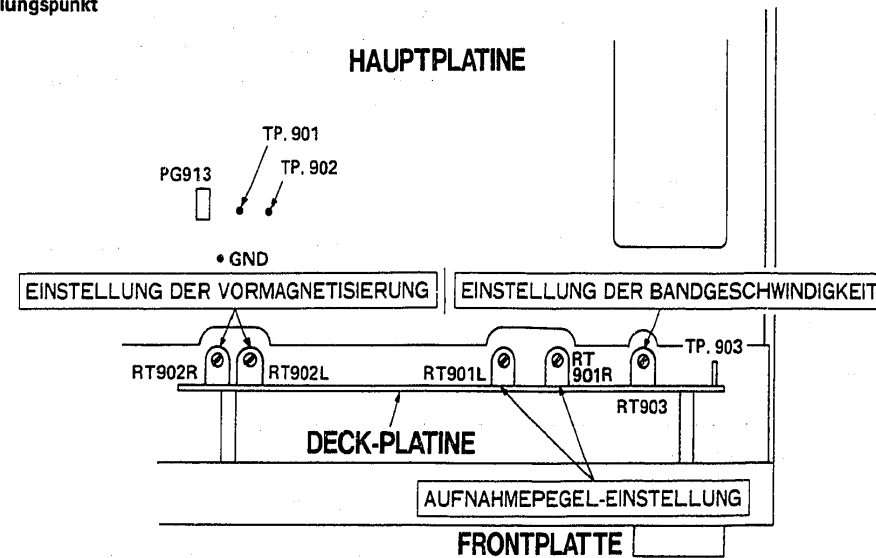 lungspunkt
HAUPTPLATINE
TP. 901
TP. 902
PG913
GND
EINSTELLUNG DER VORMAGNETISIERUNG
EINSTELLUNG DER BANDGESCHWINDIGKEIT
TP. 903
RT902R
RT902L
RT901L
RT
901R
RT903
DECK-PLATINE
AUFNAHMEPEGEL-EINSTELLUNG
FRONTPLATTE